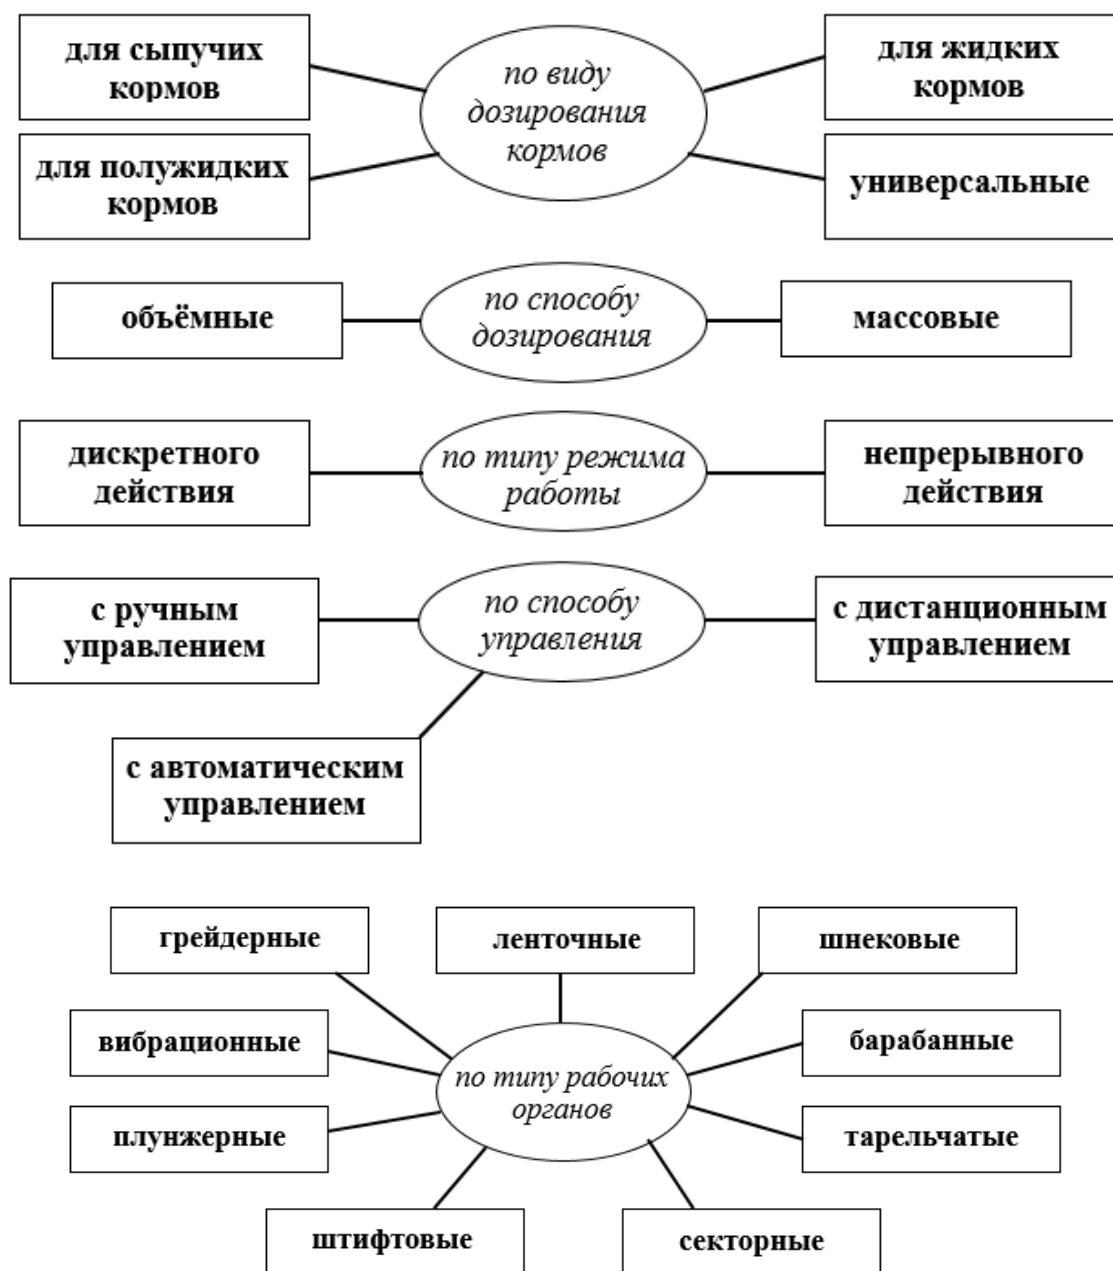 для сыпучих
кормов
по виду
дозирования
кормов
для жидких
кормов
для полужидких
кормов
универсальные
объёмные
по способу
дозирования
массовые
дискретного
действия
по типу режима
работы
непрерывного
действия
с ручным
управлением
по способу
управления
с дистанционным
управлением
с автоматическим
управлением
грейдерные
ленточные
шнековые
вибрационные
барабанные
по типу рабочих
органов
плунжерные
тарельчатые
штифтовые
секторные